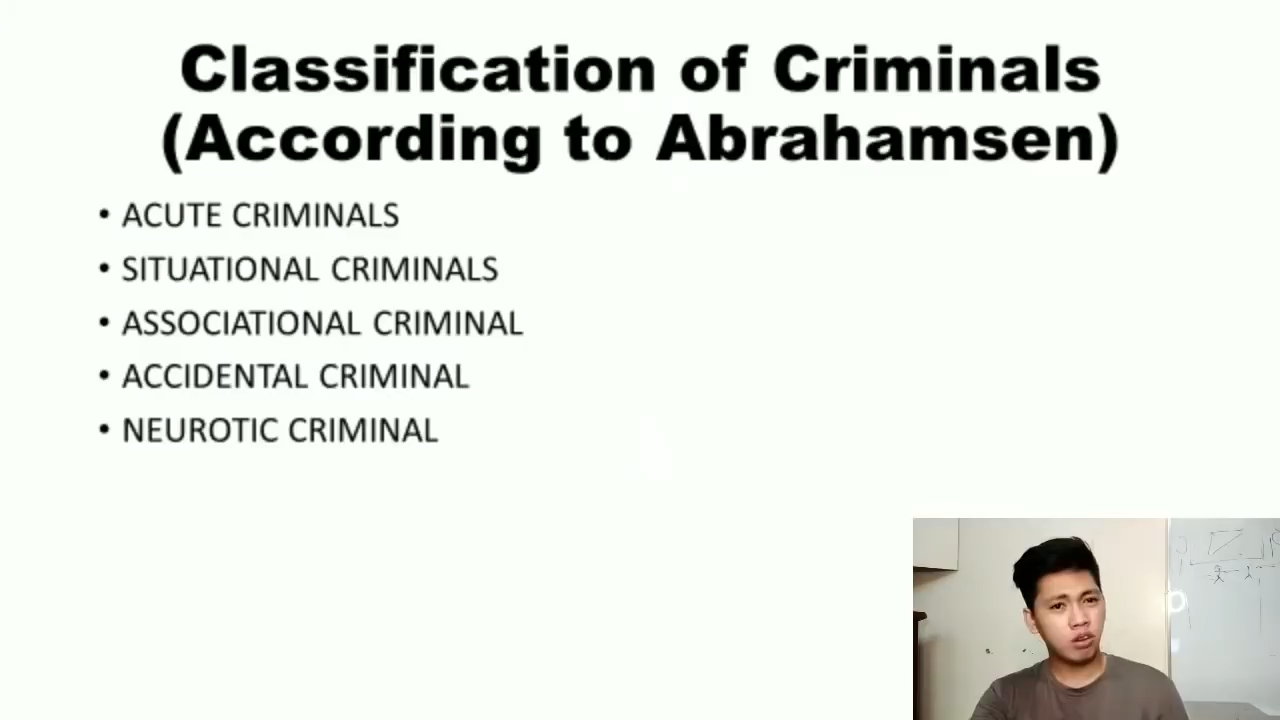 Classification of Criminals
(According to Abrahamsen)
• ACUTE CRIMINALS
• SITUATIONAL CRIMINALS
• ASSOCIATIONAL CRIMINAL
• ACCIDENTAL CRIMINAL
• NEUROTIC CRIMINAL